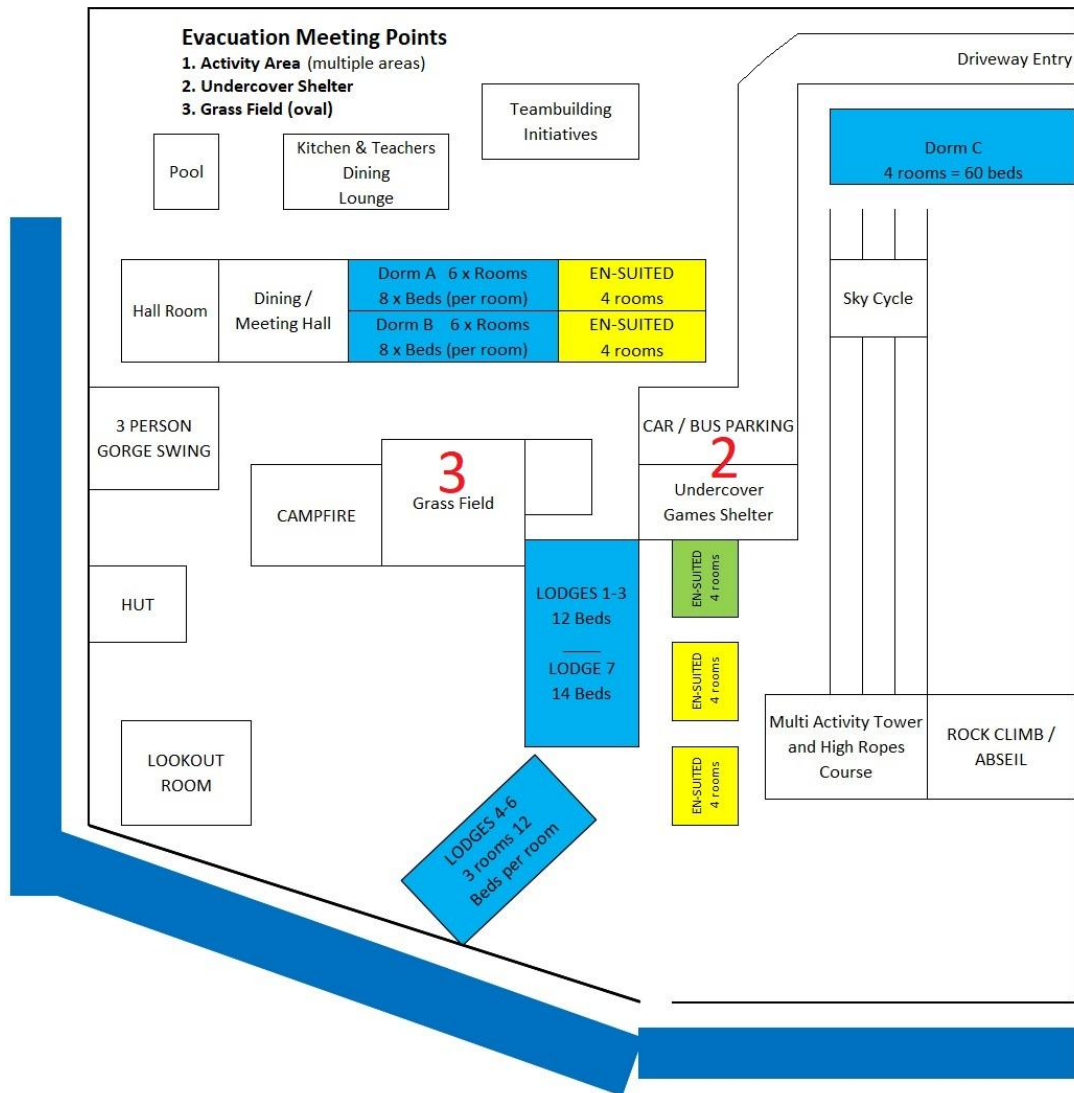 Evacuation Meeting Points
1. Activity Area (multiple areas)
2. Undercover Shelter
3. Grass Field (oval)
Driveway Entry
Teambuilding
Initiatives
Pool
Kitchen & Teachers
Dining
Lounge
Dorm C
4 rooms = 60 beds
Hall Room
Dining /
Meeting Hall
Dorm A 6 x Rooms
8 x Beds (per room)
EN-SUITED
4 rooms
Dorm B 6 x Rooms
8 x Beds (per room)
EN-SUITED
4 rooms
Sky Cycle
3 PERSON
GORGE SWING
CAR / BUS PARKING
2
Undercover
Games Shelter
3
Grass Field
CAMPFIRE
HUT
LODGES 1-3
12 Beds
LODGE 7
14 Beds
EN-SUITED
4 rooms
EN-SUITED
4 rooms
EN-SUITED
4 rooms
LOOKOUT
ROOM
Multi Activity Tower
and High Ropes
Course
ROCK CLIMB /
ABSEIL
LODGES 4-6
3 rooms 12
Beds per room